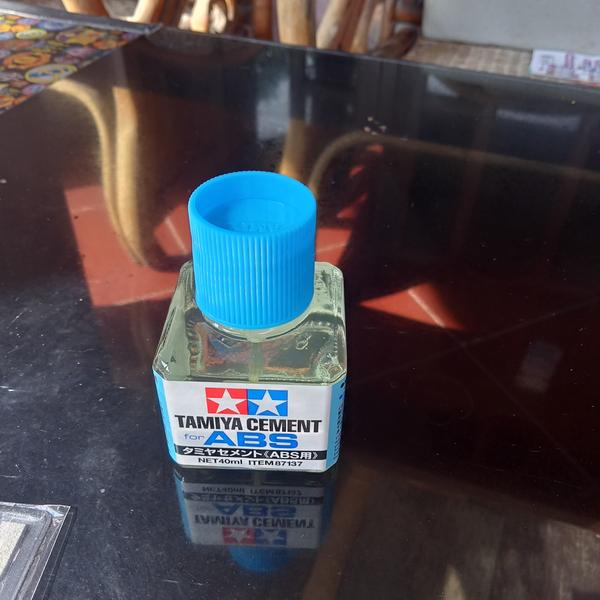 TAMIYA CEMENT
for ABS
タミヤセメント《ABS用》
NET40ml ITEM87137